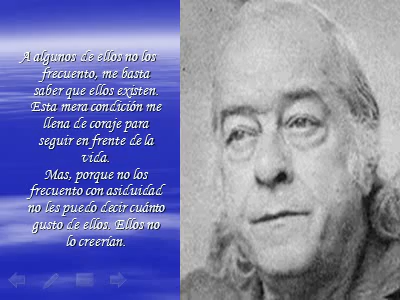 A algunos de ellos no los
frecuento, me basta
saber que ellos existen.
Esta mera condición me
llena de coraje para
seguir en frente de la
vida.
Mas, porque no los
frecuento con asiduidad
no les puedo decir cuánto
gusto de ellos. Ellos no
lo creerían.